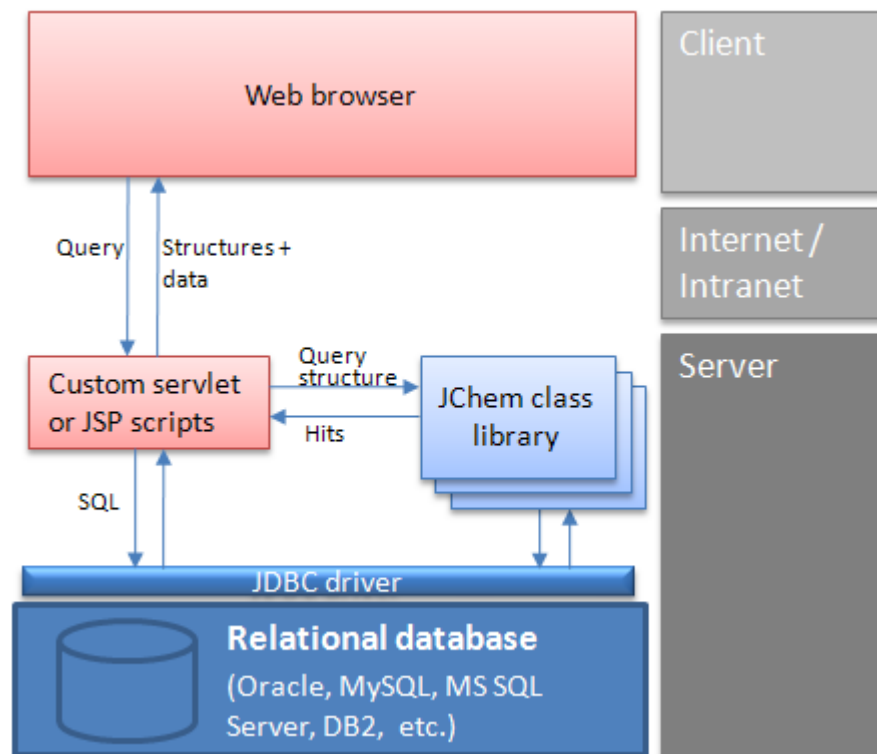 Web browser
Client
Query
Structures +
data
Internet /
Intranet
Custom servlet
or JSP scripts
Query
structure
Hits
JChem class
library
Server
SQL
JDBC driver
Relational database
(Oracle, MySQL, MS SQL
Server, DB2, etc.)